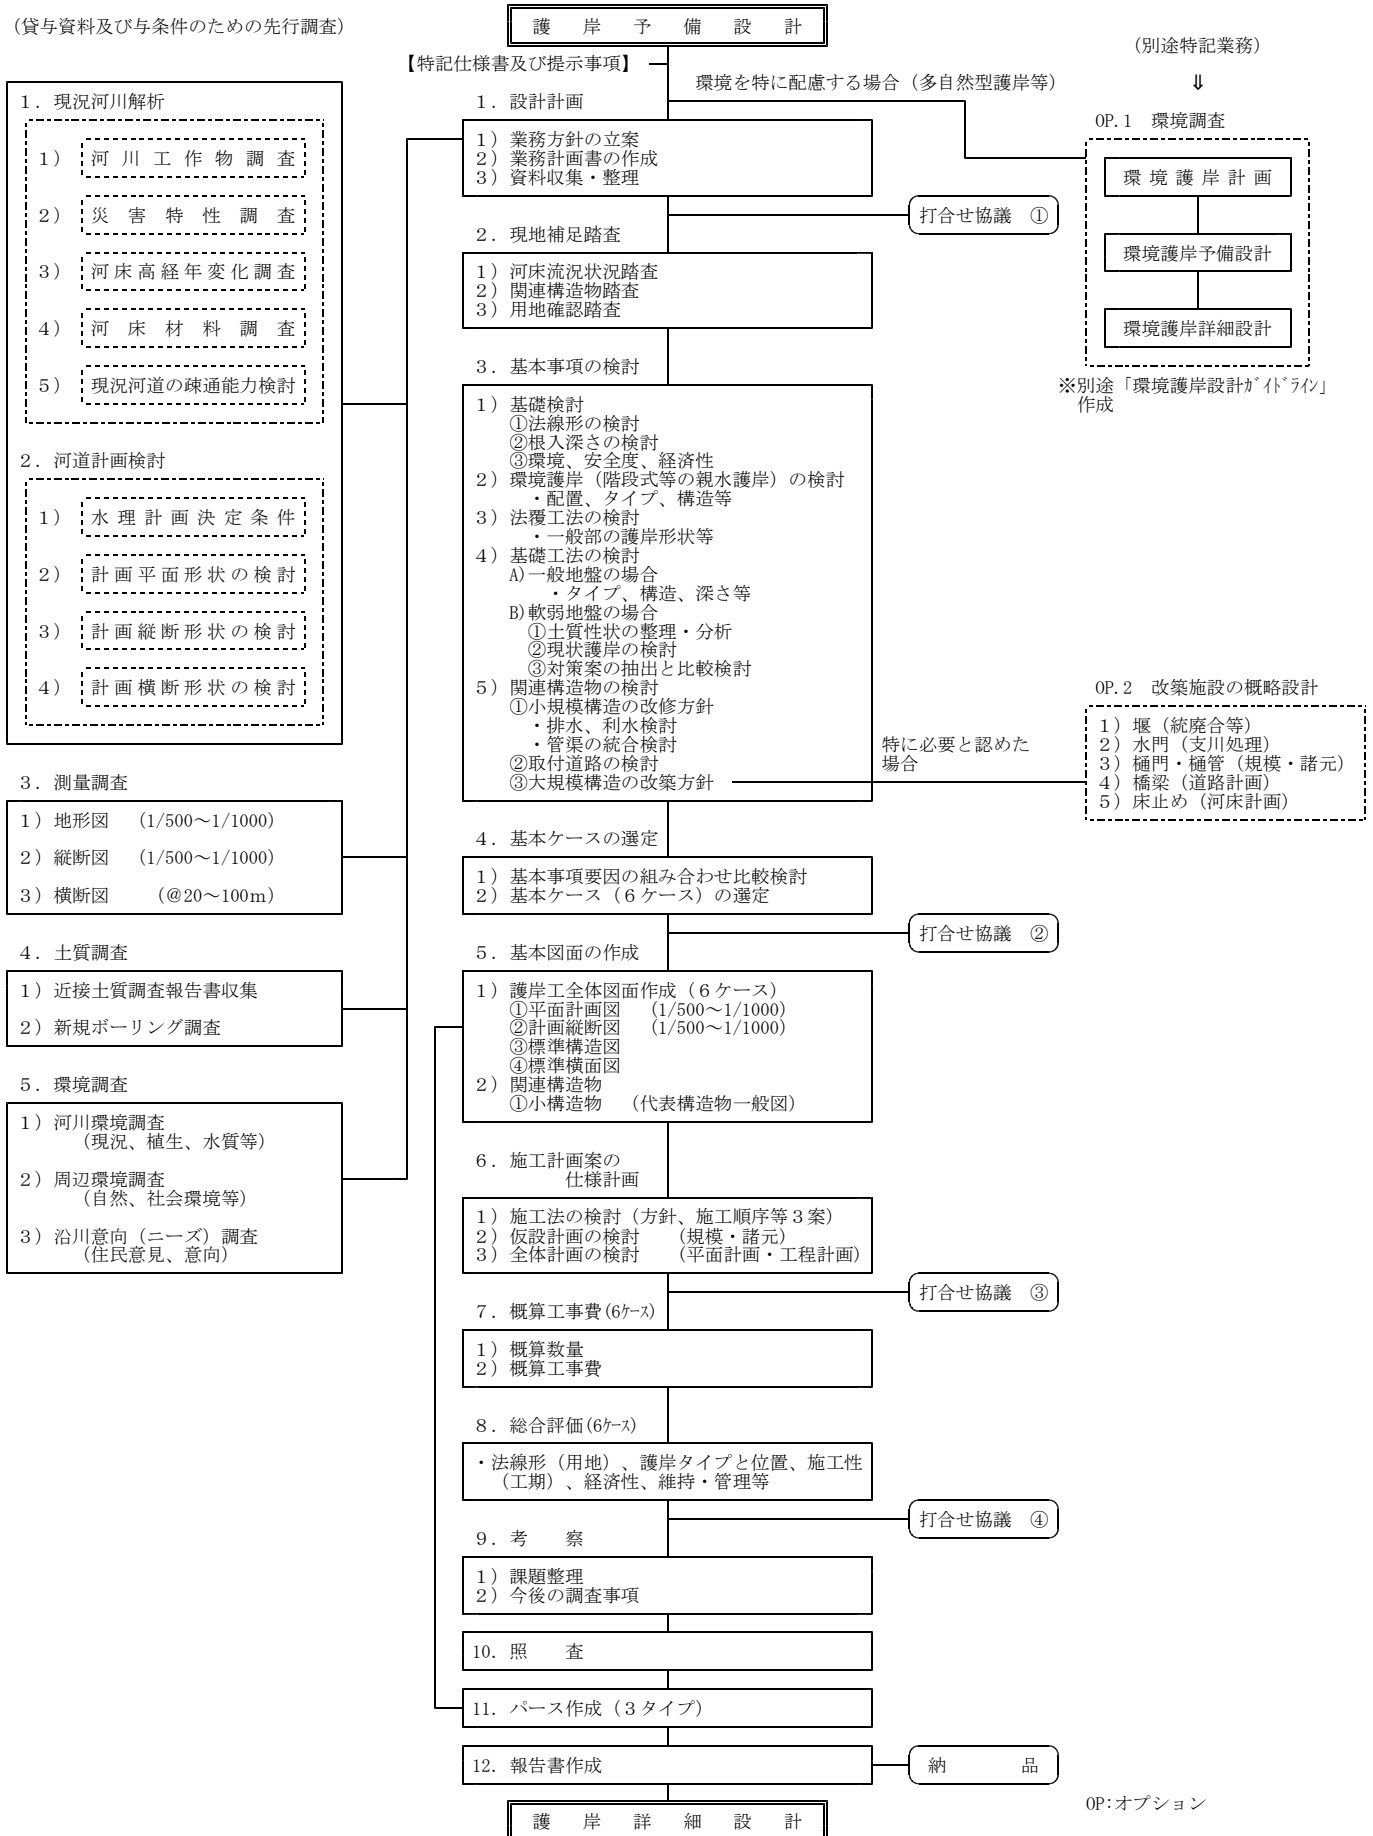 (貸与資料及び与条件のための先行調査)
1．現況河川解析
1） 河川工作物調査
2） 災害特性調査
3） 河床高経年変化調査
4） 河床材料調査
5） 現況河道の疎通能力検討
2．河道計画検討
1） 水理計画決定条件
2） 計画平面形状の検討
3） 計画縦断形状の検討
4） 計画横断形状の検討
3．測量調査
1）地形図 （1/500～1/1000）
2）縦断図 （1/500～1/1000）
3）横断図 （@20～100m）
4．土質調査
1）近接土質調査報告書収集
2）新規ボーリング調査
5．環境調査
1）河川環境調査
（現況、植生、水質等）
2）周辺環境調査
（自然、社会環境等）
3）沿川意向（ニーズ）調査
（住民意見、意向）
護岸予備設計
【特記仕様書及び提示事項】
環境を特に配慮する場合（多自然型護岸等）
1．設計計画
1）業務方針の立案
2）業務計画書の作成
3）資料収集・整理
打合せ協議 ①
2．現地補足踏査
1）河床流況状況踏査
2）関連構造物踏査
3）用地確認踏査
3．基本事項の検討
1）基礎検討
①法線形の検討
②根入深さの検討
③環境、安全度、経済性
2）環境護岸（階段式等の親水護岸）の検討
・配置、タイプ、構造等
3）法覆工法の検討
・一般部の護岸形状等
4）基礎工法の検討
A)一般地盤の場合
・タイプ、構造、深さ等
B)軟弱地盤の場合
①土質性状の整理・分析
②現状護岸の検討
③対策案の抽出と比較検討
5）関連構造物の検討
①小規模構造の改修方針
・排水、利水検討
・管渠の統合検討
②取付道路の検討
③大規模構造の改築方針
特に必要と認めた
場合
4．基本ケースの選定
1）基本事項要因の組み合わせ比較検討
2）基本ケース（6ケース）の選定
打合せ協議 ②
5．基本図面の作成
1）護岸工全体図面作成（6ケース）
①平面計画図 （1/500～1/1000）
②計画縦断図 （1/500～1/1000）
③標準構造図
④標準横面図
2）関連構造物
①小構造物 （代表構造物一般図）
6．施工計画案の
仕様計画
1）施工法の検討（方針、施工順序等3案）
2）仮設計画の検討 （規模・諸元）
3）全体計画の検討 （平面計画・工程計画）
打合せ協議 ③
7．概算工事費(6ｹｰｽ)
1）概算数量
2）概算工事費
8．総合評価(6ｹｰｽ)
・法線形（用地）、護岸タイプと位置、施工性
（工期）、経済性、維持・管理等
打合せ協議 ④
9．考　察
1）課題整理
2）今後の調査事項
10．照　査
11．パース作成（3タイプ）
12．報告書作成
納　品
護岸詳細設計
（別途特記業務）
⇓
OP.1 環境調査
環境護岸計画
環境護岸予備設計
環境護岸詳細設計
※別途「環境護岸設計ｶﾞｲﾄﾞﾗｲﾝ」
作成
OP.2 改築施設の概略設計
1）堰（統廃合等）
2）水門（支川処理）
3）樋門・樋管（規模・諸元）
4）橋梁（道路計画）
5）床止め（河床計画）
OP:オプション